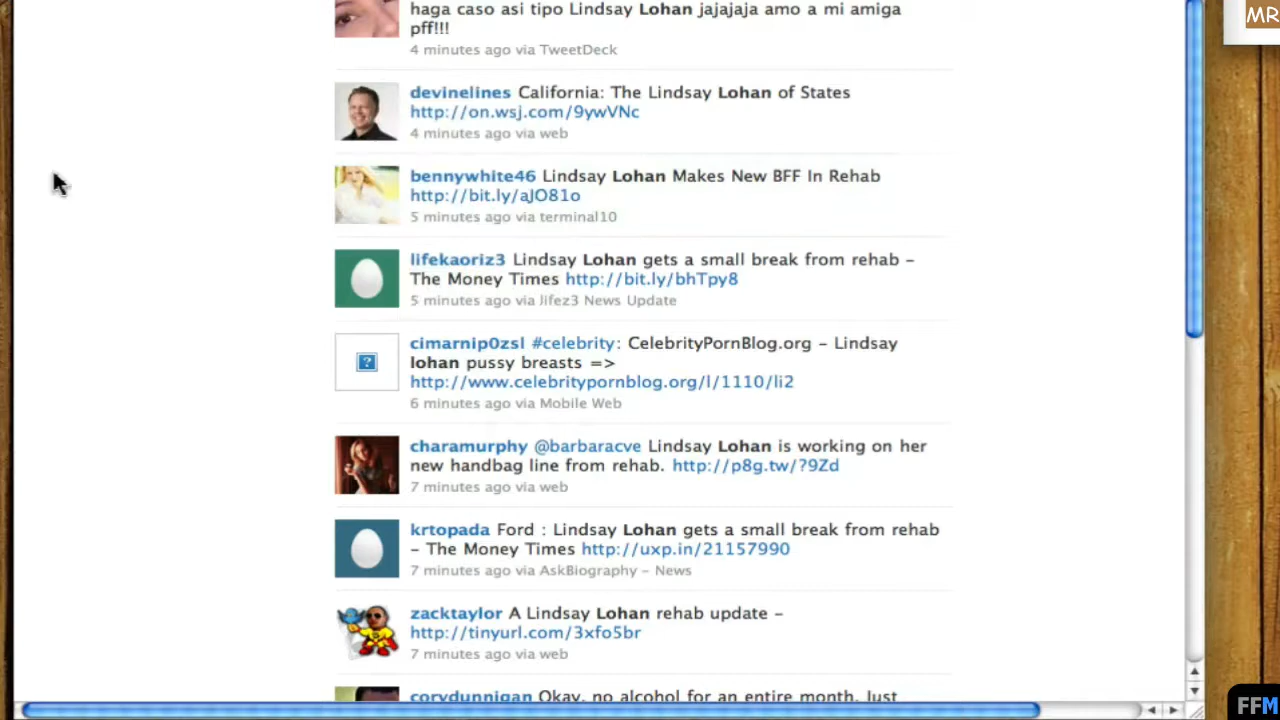 MR
haga caso asi tipo Lindsay Lohan jajajaja amo a mi amiga
pff!!!
4 minutes ago via TweetDeck
devinelines California: The Lindsay Lohan of States
http://on.wsj.com/9ywVNc
4 minutes ago via web
bennywhite46 Lindsay Lohan Makes New BFF In Rehab
http://bit.ly/aJO81o
5 minutes ago via terminal10
lifekaoriz3 Lindsay Lohan gets a small break from rehab –
The Money Times http://bit.ly/bhTpy8
5 minutes ago via lifez3 News Update
cimarnip0zsl #celebrity: CelebrityPornBlog.org – Lindsay
lohan pussy breasts =>
http://www.celebritypornblog.org/l/1110/li2
6 minutes ago via Mobile Web
charamurphy @barbaracve Lindsay Lohan is working on her
new handbag line from rehab. http://p8g.tw/?9Zd
7 minutes ago via web
krtopada Ford : Lindsay Lohan gets a small break from rehab
– The Money Times http://uxp.in/21157990
7 minutes ago via AskBiography – News
zacktaylor A Lindsay Lohan rehab update –
http://tinyurl.com/3xfo5br
7 minutes ago via web
corydunnigan Okay, no alcohol for an entire month. Just
FFM